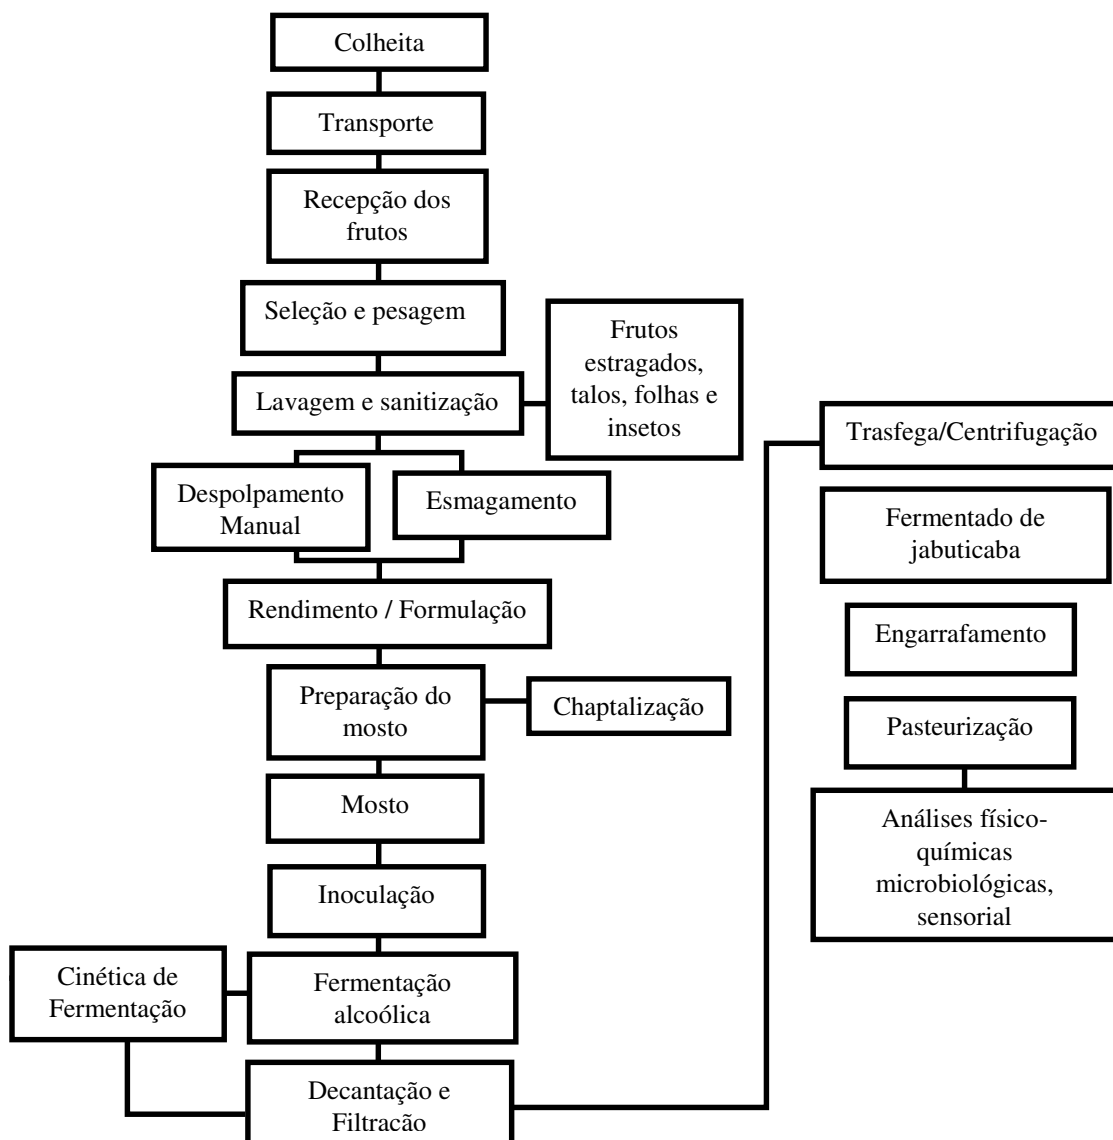 Colheita
Transporte
Recepção dos
frutos
Seleção e pesagem
Lavagem e sanitização
Frutos
estragados,
talos, folhas e
insetos
Despolpamento
Manual
Esmagamento
Rendimento / Formulação
Preparação do
mosto
Chaptalização
Mosto
Inoculação
Cinética de
Fermentação
Fermentação
alcoólica
Decantação e
Filtração
Trasfega/Centrifugação
Fermentado de
jabuticaba
Engarrafamento
Pasteurização
Análises físico-
químicas
microbiológicas,
sensorial